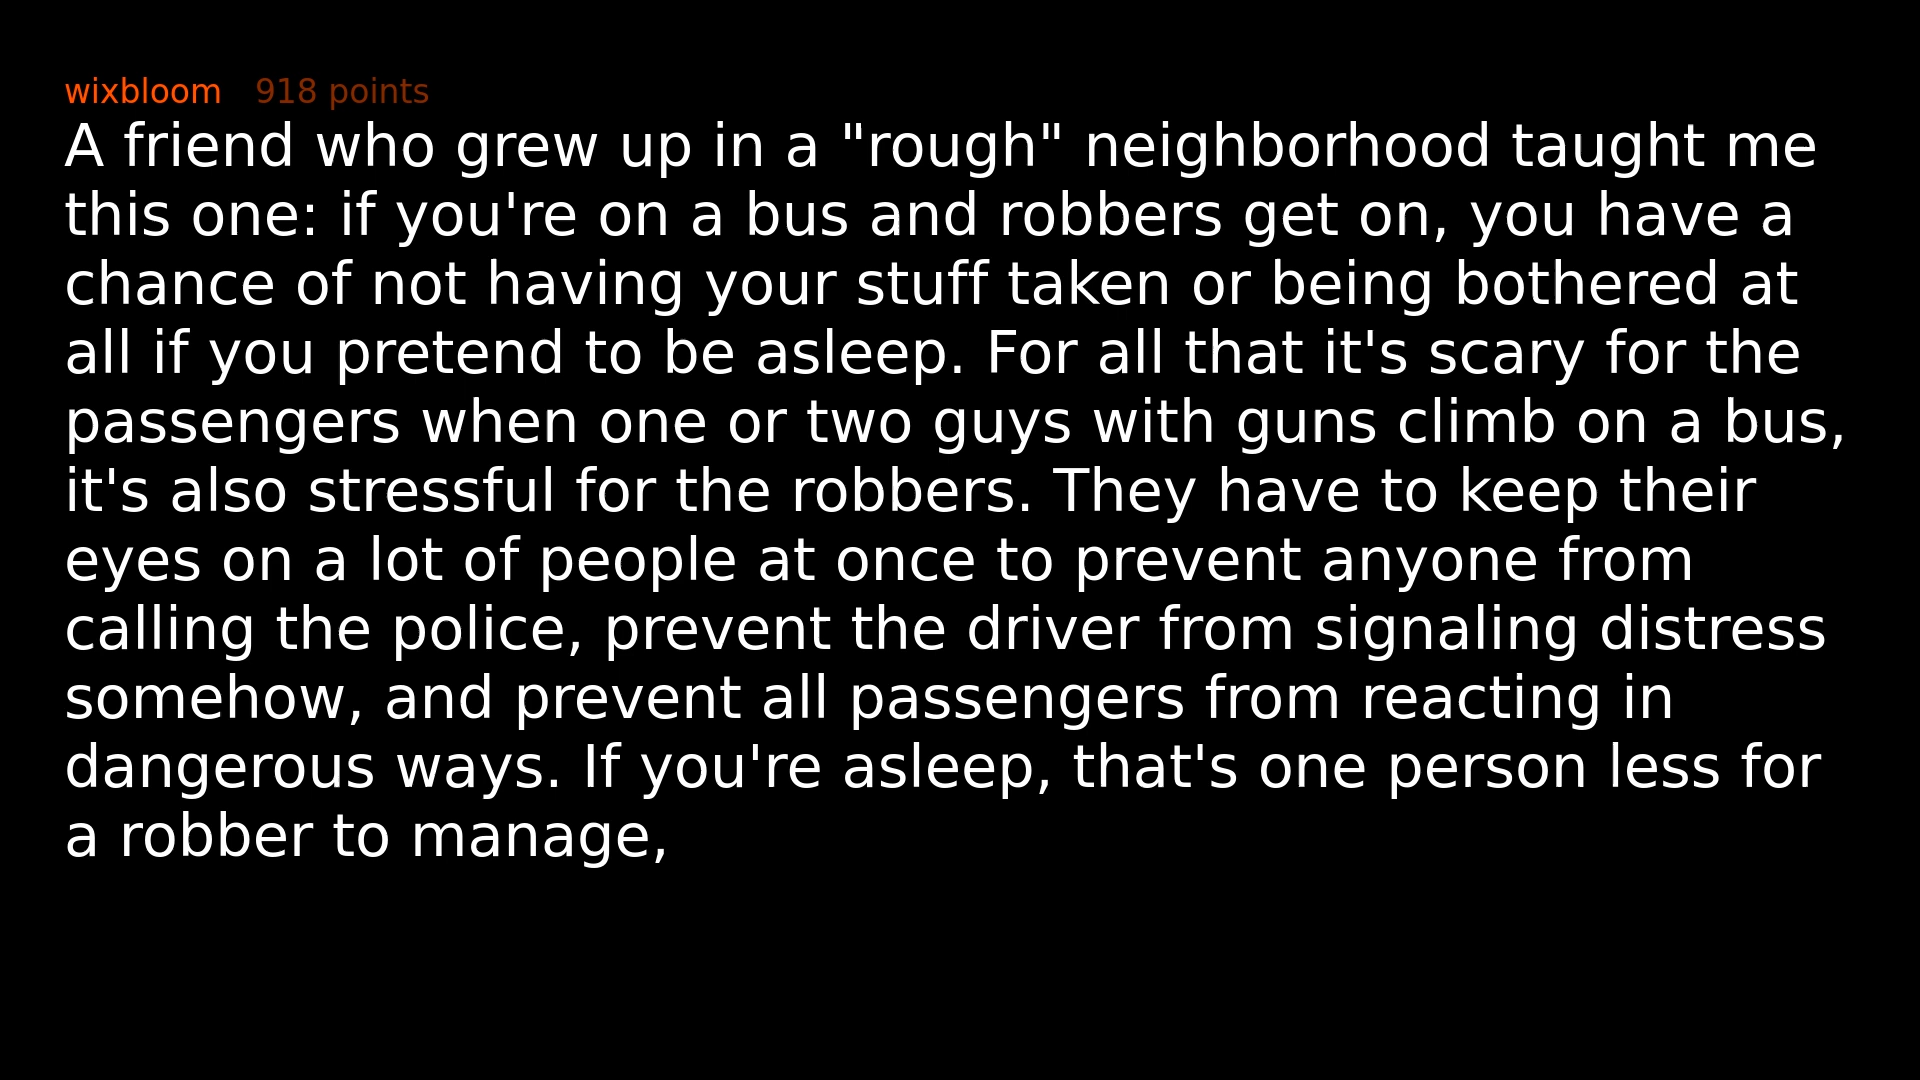 wixbloom 918 points
A friend who grew up in a "rough" neighborhood taught me
this one: if you're on a bus and robbers get on, you have a
chance of not having your stuff taken or being bothered at
all if you pretend to be asleep. For all that it's scary for the
passengers when one or two guys with guns climb on a bus,
it's also stressful for the robbers. They have to keep their
eyes on a lot of people at once to prevent anyone from
calling the police, prevent the driver from signaling distress
somehow, and prevent all passengers from reacting in
dangerous ways. If you're asleep, that's one person less for
a robber to manage,